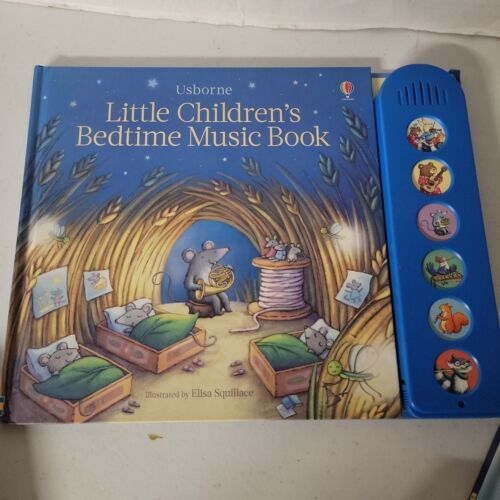 Usborne
Little Children's
Bedtime Music Book
Illustrated by Elisa Squillace